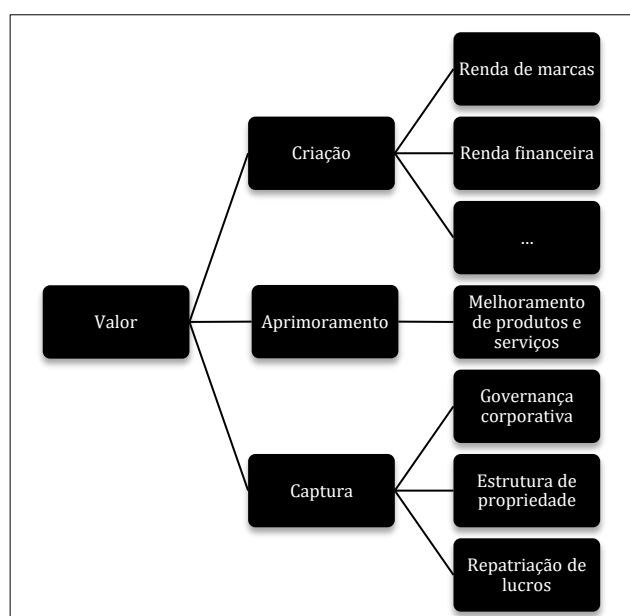 Valor
Criação
Renda de marcas
Renda financeira
...
Aprimoramento
Melhoramento
de produtos e
serviços
Captura
Governança
corporativa
Estrutura de
propriedade
Repatriação de
lucros